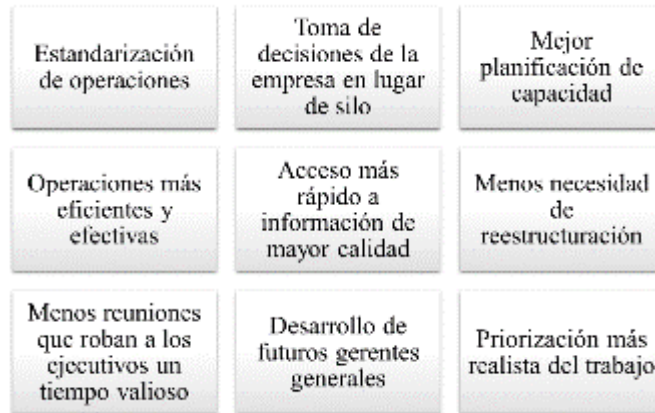 Estandarización
de operaciones
Toma de
decisiones de la
empresa en lugar
de silo
Mejor
planificación de
capacidad
Operaciones más
eficientes y
efectivas
Acceso más
rápido a
información de
mayor calidad
Menos necesidad
de
reestructuración
Menos reuniones
que roban a los
ejecutivos un
tiempo valioso
Desarrollo de
futuros gerentes
generales
Priorización más
realista del trabajo